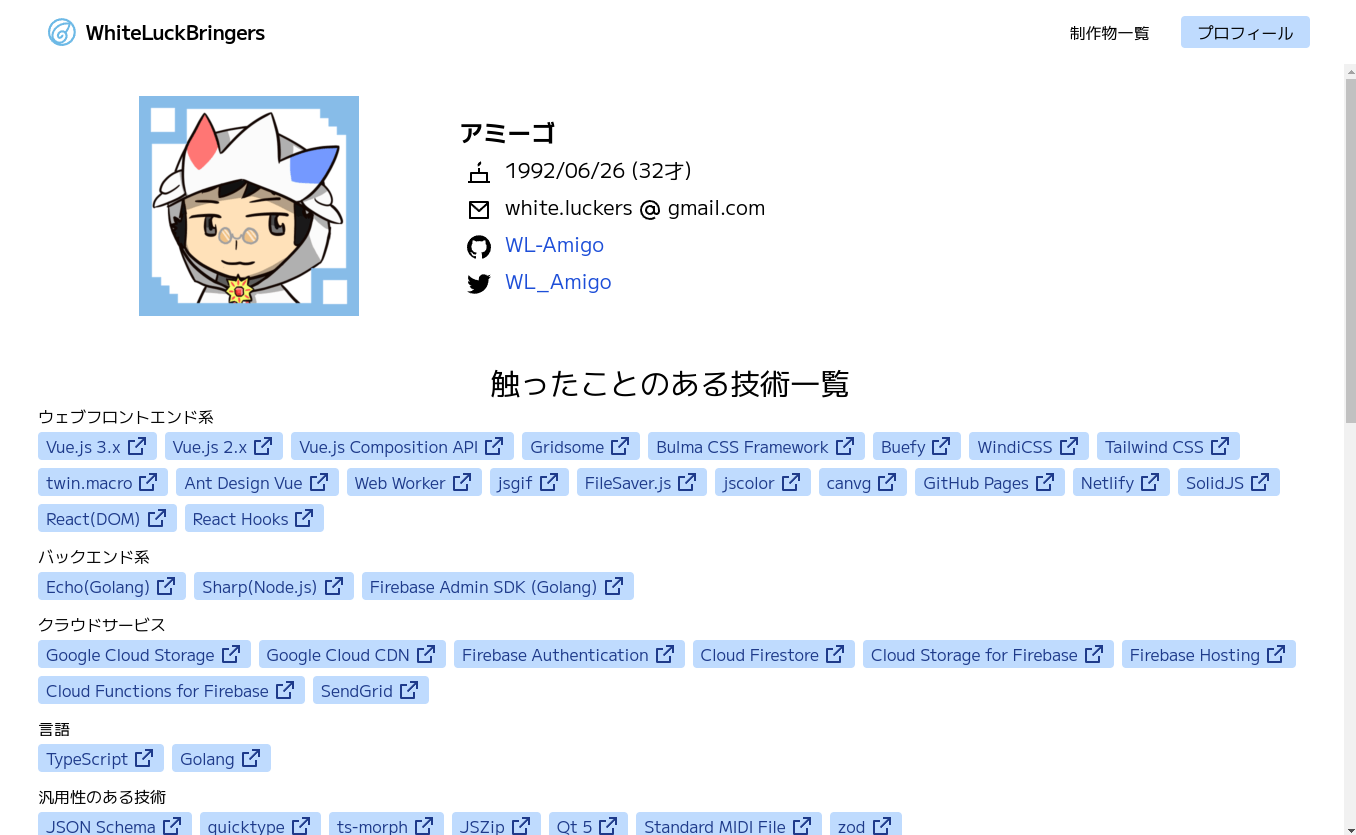 WhiteLuckBringers
制作物一覧 プロフィール
アミーゴ
1992/06/26 (32才)
white.luckers @ gmail.com
WL-Amigo
WL_Amigo
触ったことのある技術一覧
ウェブフロントエンド系
Vue.js 3.x Vue.js 2.x Vue.js Composition API Gridsome Bulma CSS Framework Buefy WindiCSS Tailwind CSS
twin.macro Ant Design Vue Web Worker jsgif FileSaver.js jscolor canvg GitHub Pages Netlify SolidJS
React(DOM) React Hooks
バックエンド系
Echo(Golang) Sharp(Node.js) Firebase Admin SDK (Golang)
クラウドサービス
Google Cloud Storage Google Cloud CDN Firebase Authentication Cloud Firestore Cloud Storage for Firebase Firebase Hosting
Cloud Functions for Firebase SendGrid
言語
TypeScript Golang
汎用性のある技術
JSON Schema quicktype ts-morph JSZip Qt 5 Standard MIDI File zod